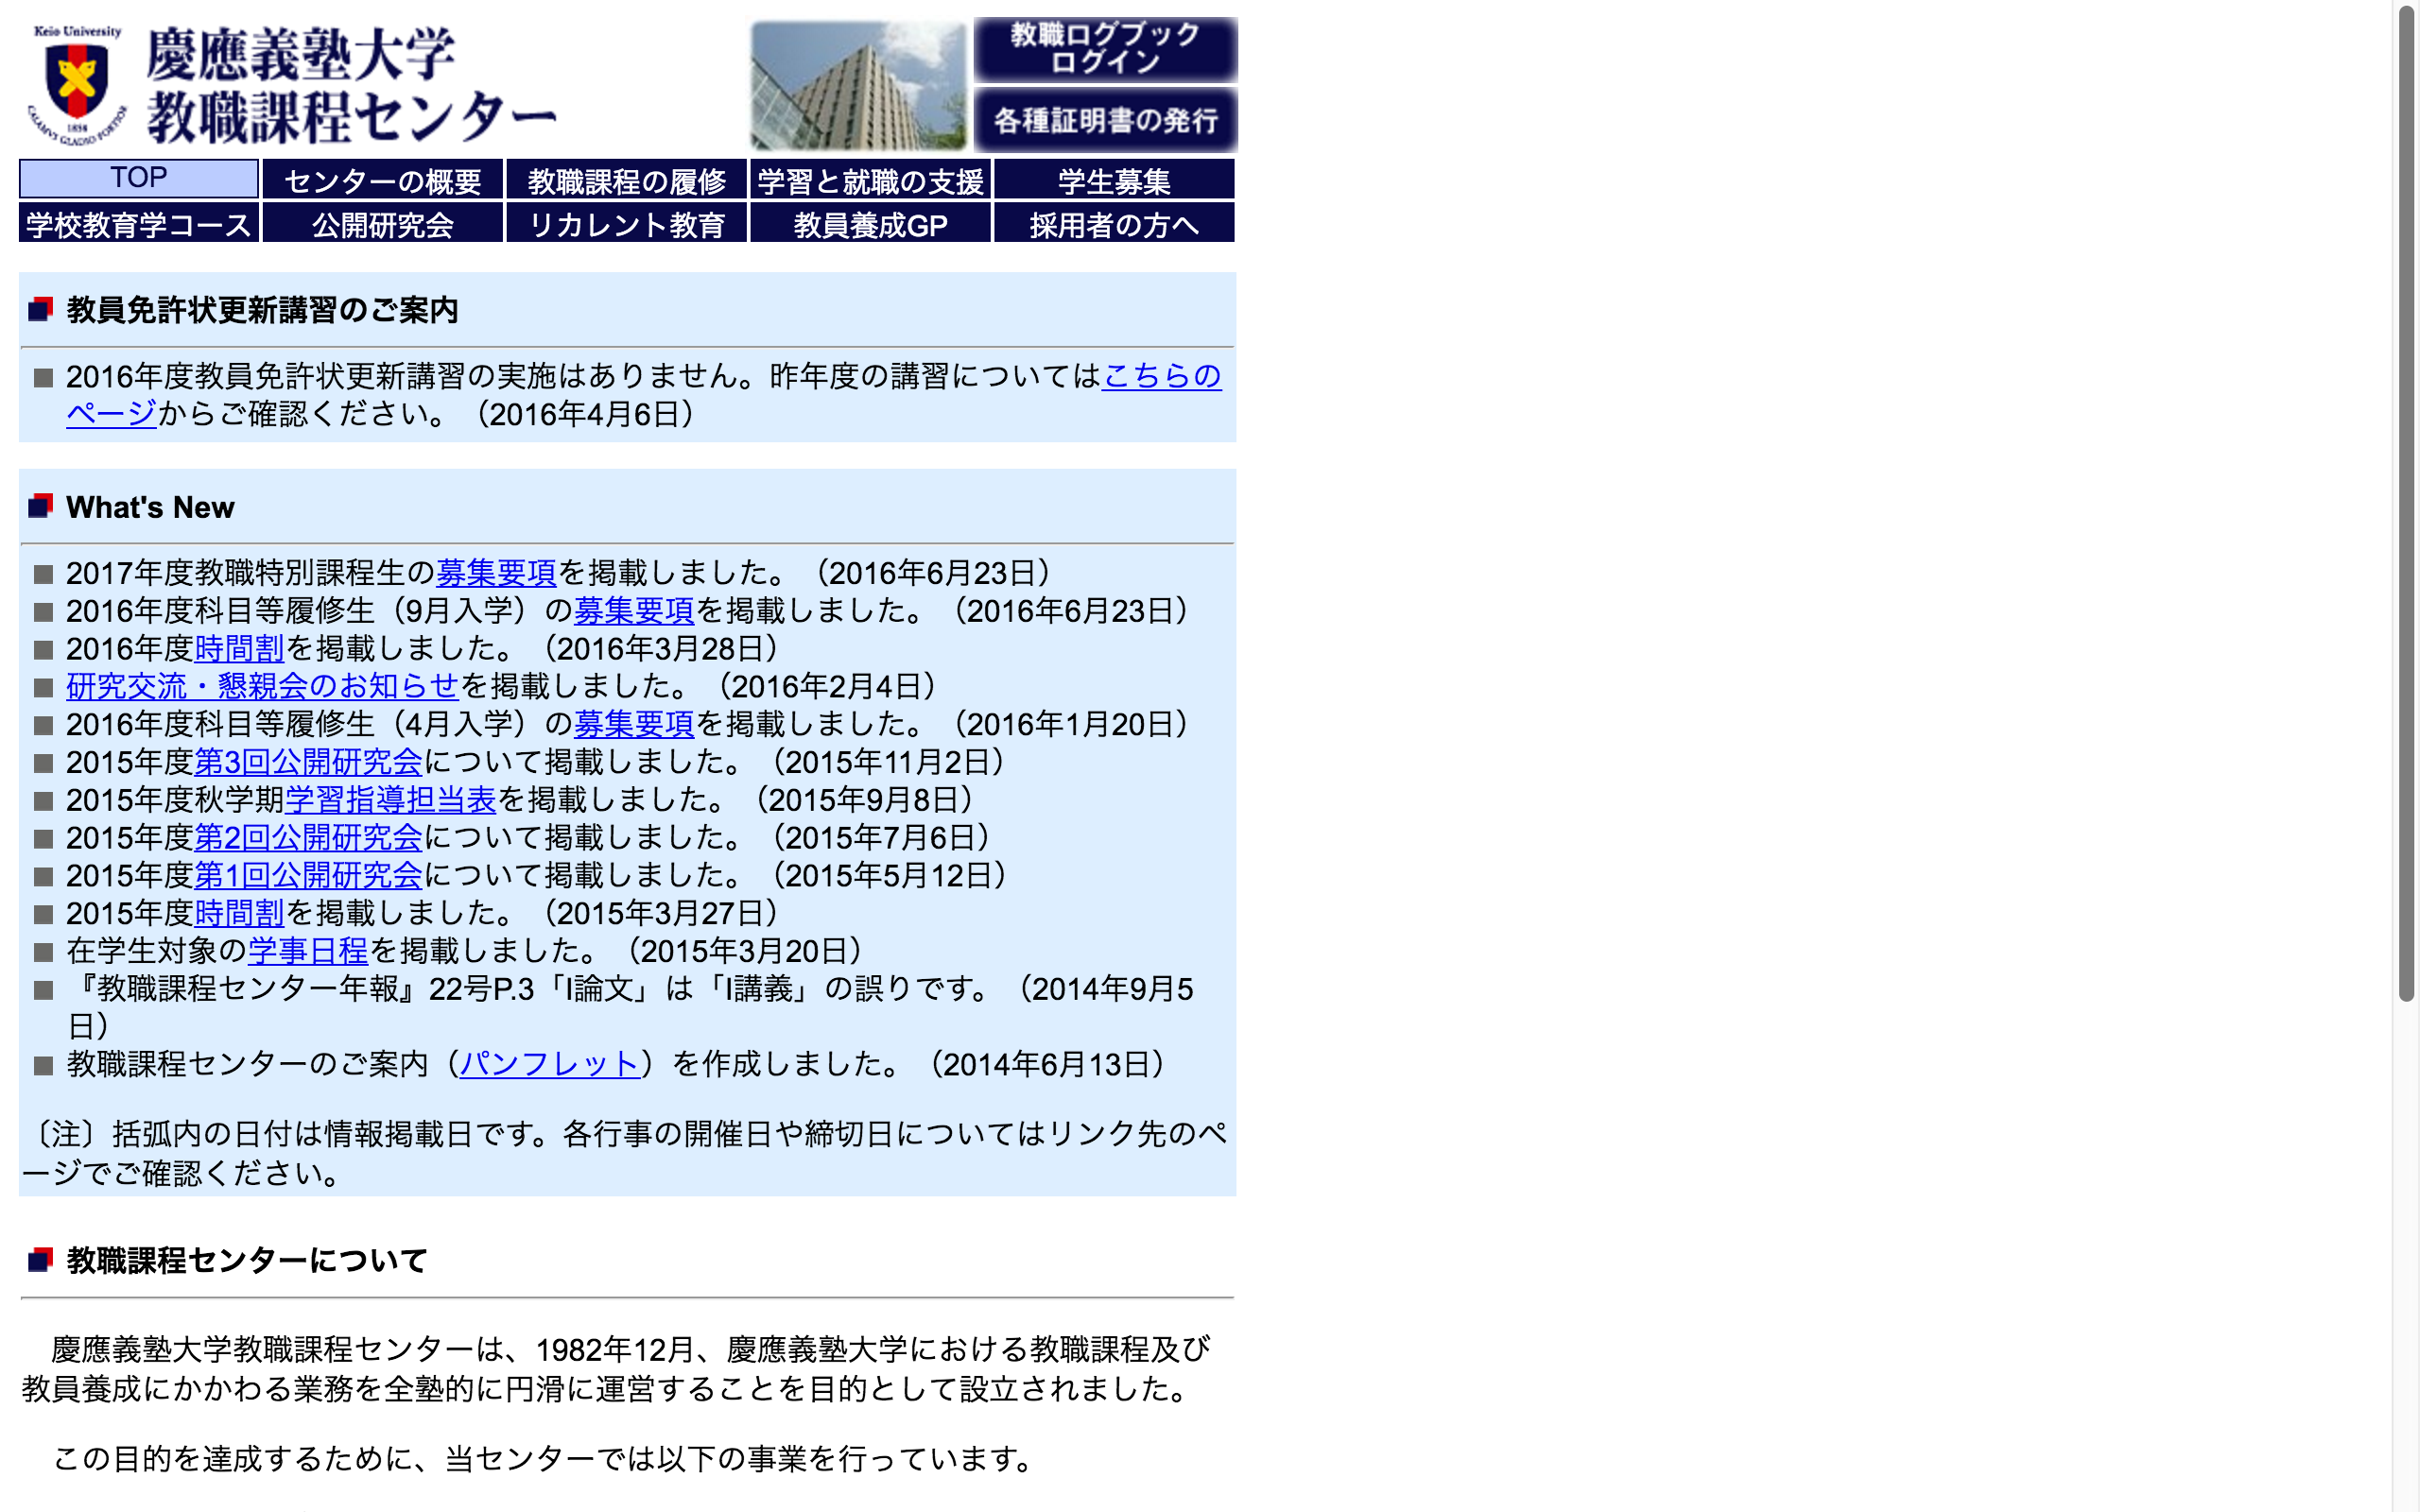 Keio University
1858
CALAMVS GLADIO FORTIOR
慶應義塾大学
教職課程センター
教職ログブック
ログイン
各種証明書の発行
TOP
センターの概要
教職課程の履修
学習と就職の支援
学生募集
学校教育学コース
公開研究会
リカレント教育
教員養成GP
採用者の方へ
教員免許状更新講習のご案内
2016年度教員免許状更新講習の実施はありません。昨年度の講習についてはこちらの
ページからご確認ください。（2016年4月6日）
What's New
2017年度教職特別課程生の募集要項を掲載しました。（2016年6月23日）
2016年度科目等履修生（9月入学）の募集要項を掲載しました。（2016年6月23日）
2016年度時間割を掲載しました。（2016年3月28日）
研究交流・懇親会のお知らせを掲載しました。（2016年2月4日）
2016年度科目等履修生（4月入学）の募集要項を掲載しました。（2016年1月20日）
2015年度第3回公開研究会について掲載しました。（2015年11月2日）
2015年度秋学期学習指導担当表を掲載しました。（2015年9月8日）
2015年度第2回公開研究会について掲載しました。（2015年7月6日）
2015年度第1回公開研究会について掲載しました。（2015年5月12日）
2015年度時間割を掲載しました。（2015年3月27日）
在学生対象の学事日程を掲載しました。（2015年3月20日）
『教職課程センター年報』22号P.3「I論文」は「I講義」の誤りです。（2014年9月5
日）
教職課程センターのご案内（パンフレット）を作成しました。（2014年6月13日）
〔注〕括弧内の日付は情報掲載日です。各行事の開催日や締切日についてはリンク先のペ
ージでご確認ください。
教職課程センターについて
慶應義塾大学教職課程センターは、1982年12月、慶應義塾大学における教職課程及び
教員養成にかかわる業務を全塾的に円滑に運営することを目的として設立されました。
この目的を達成するために、当センターでは以下の事業を行っています。